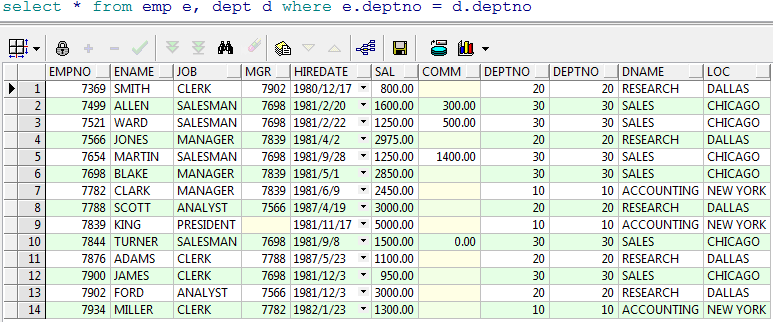 select * from emp e, dept d where e.deptno = d.deptno
EMPNO ENAME JOB MGR HIREDATE SAL COMM DEPTNO DEPTNO DNAME LOC
1 7369 SMITH CLERK 7902 1980/12/17 800.00 20 20 RESEARCH DALLAS
2 7499 ALLEN SALESMAN 7698 1981/2/20 1600.00 300.00 30 30 SALES CHICAGO
3 7521 WARD SALESMAN 7698 1981/2/22 1250.00 500.00 30 30 SALES CHICAGO
4 7566 JONES MANAGER 7839 1981/4/2 2975.00 20 20 RESEARCH DALLAS
5 7654 MARTIN SALESMAN 7698 1981/9/28 1250.00 1400.00 30 30 SALES CHICAGO
6 7698 BLAKE MANAGER 7839 1981/5/1 2850.00 30 30 SALES CHICAGO
7 7782 CLARK MANAGER 7839 1981/6/9 2450.00 10 10 ACCOUNTING NEW YORK
8 7788 SCOTT ANALYST 7566 1987/4/19 3000.00 20 20 RESEARCH DALLAS
9 7839 KING PRESIDENT 1981/11/17 5000.00 10 10 ACCOUNTING NEW YORK
10 7844 TURNER SALESMAN 7698 1981/9/8 1500.00 0.00 30 30 SALES CHICAGO
11 7876 ADAMS CLERK 7788 1987/5/23 1100.00 20 20 RESEARCH DALLAS
12 7900 JAMES CLERK 7698 1981/12/3 950.00 30 30 SALES CHICAGO
13 7902 FORD ANALYST 7566 1981/12/3 3000.00 20 20 RESEARCH DALLAS
14 7934 MILLER CLERK 7782 1982/1/23 1300.00 10 10 ACCOUNTING NEW YORK